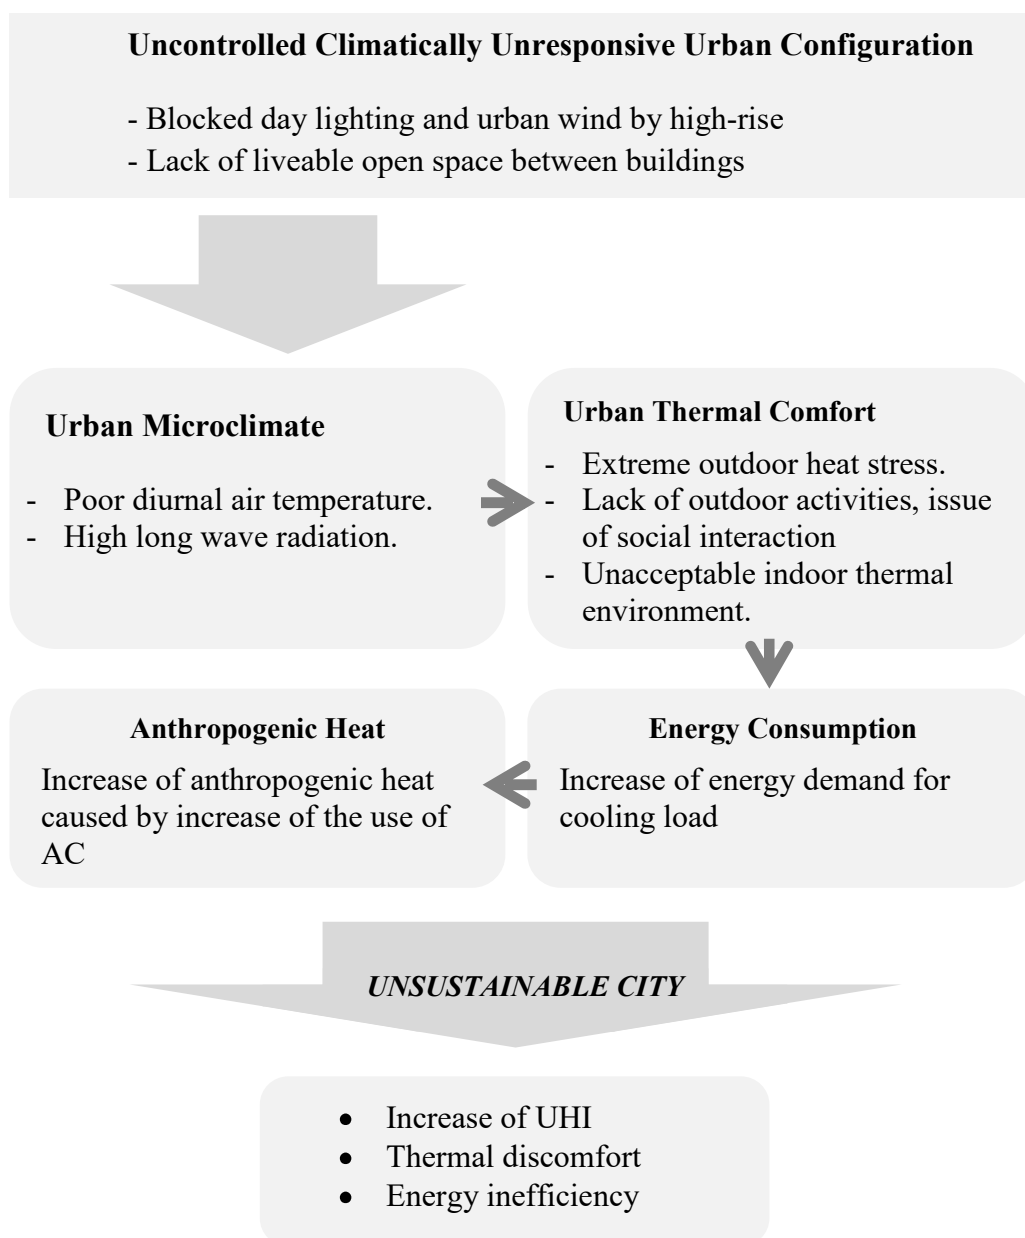 Uncontrolled Climatically Unresponsive Urban Configuration
- Blocked day lighting and urban wind by high-rise
- Lack of liveable open space between buildings
Urban Microclimate
- Poor diurnal air temperature.
- High long wave radiation.
Urban Thermal Comfort
- Extreme outdoor heat stress.
- Lack of outdoor activities, issue
of social interaction
- Unacceptable indoor thermal
environment.
Anthropogenic Heat
Increase of anthropogenic heat
caused by increase of the use of
AC
Energy Consumption
Increase of energy demand for
cooling load
UNSUSTAINABLE CITY
• Increase of UHI
• Thermal discomfort
• Energy inefficiency